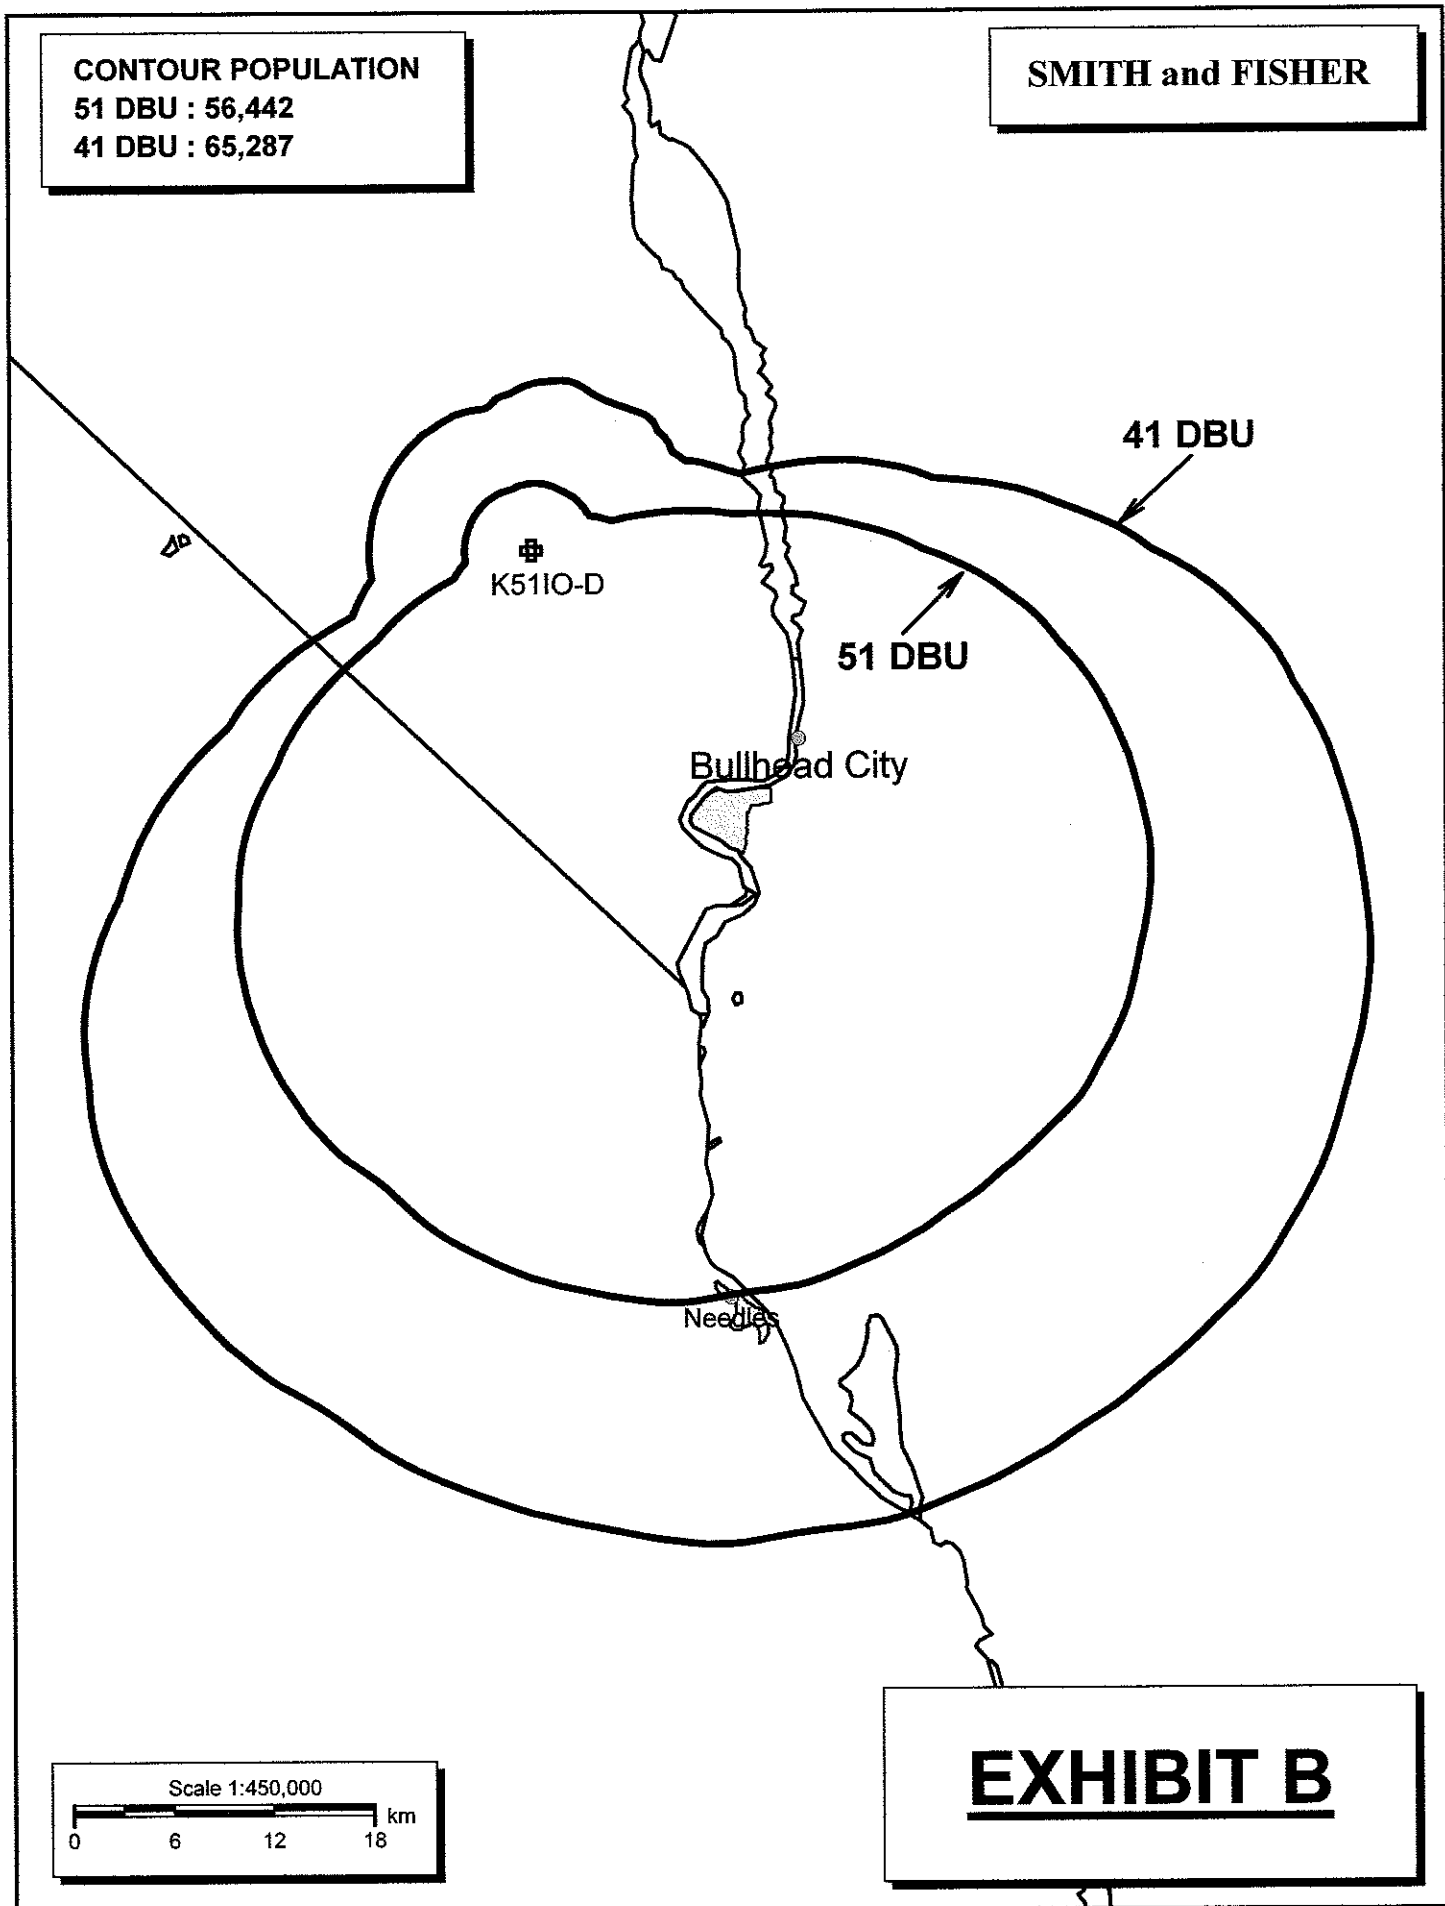 CONTOUR POPULATION
51 DBU : 56,442
41 DBU : 65,287
SMITH and FISHER
41 DBU
K51IO-D
51 DBU
Bullhead City
Needles
Scale 1:450,000
km
0 6 12 18
EXHIBIT B